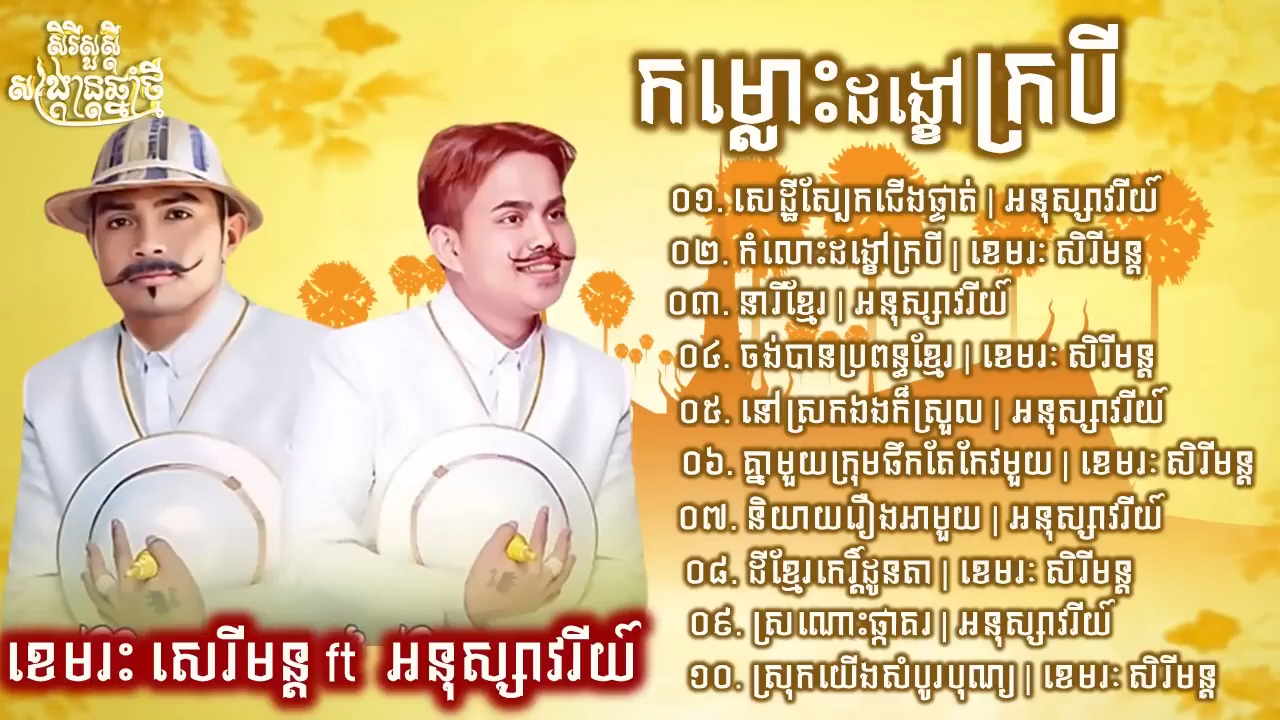 សិរីសួស្តី
សង្ក្រាន្តឆ្នាំថ្មី
កម្លោះដង្ខៅក្របី
០១. សេដ្ឋីស្បែកជើងផ្ទាត់ | អនុស្សាវរីយ៍
០២. កំលោះដង្ខៅក្របី | ខេមរៈ សិរីមន្ត
០៣. នារីខ្មែរ | អនុស្សាវរីយ៍
០៤. ចង់បានប្រពន្ធខ្មែរ | ខេមរៈ សិរីមន្ត
០៥. នៅស្រុកឯងក៏ស្រួល | អនុស្សាវរីយ៍
០៦. គ្នាមួយក្រុមផឹកតែកែវមួយ | ខេមរៈ សិរីមន្ត
០៧. និយាយរឿងអាមួយ | អនុស្សាវរីយ៍
០៨. ដីខ្មែរកេរ្តិ៍ដូនតា | ខេមរៈ សិរីមន្ត
០៩. ស្រណោះផ្កាគរ | អនុស្សាវរីយ៍
១០. ស្រុកយើងសំបូរបុណ្យ | ខេមរៈ សិរីមន្ត
ខេមរះ សេរីមន្ត ft អនុស្សាវរីយ៍